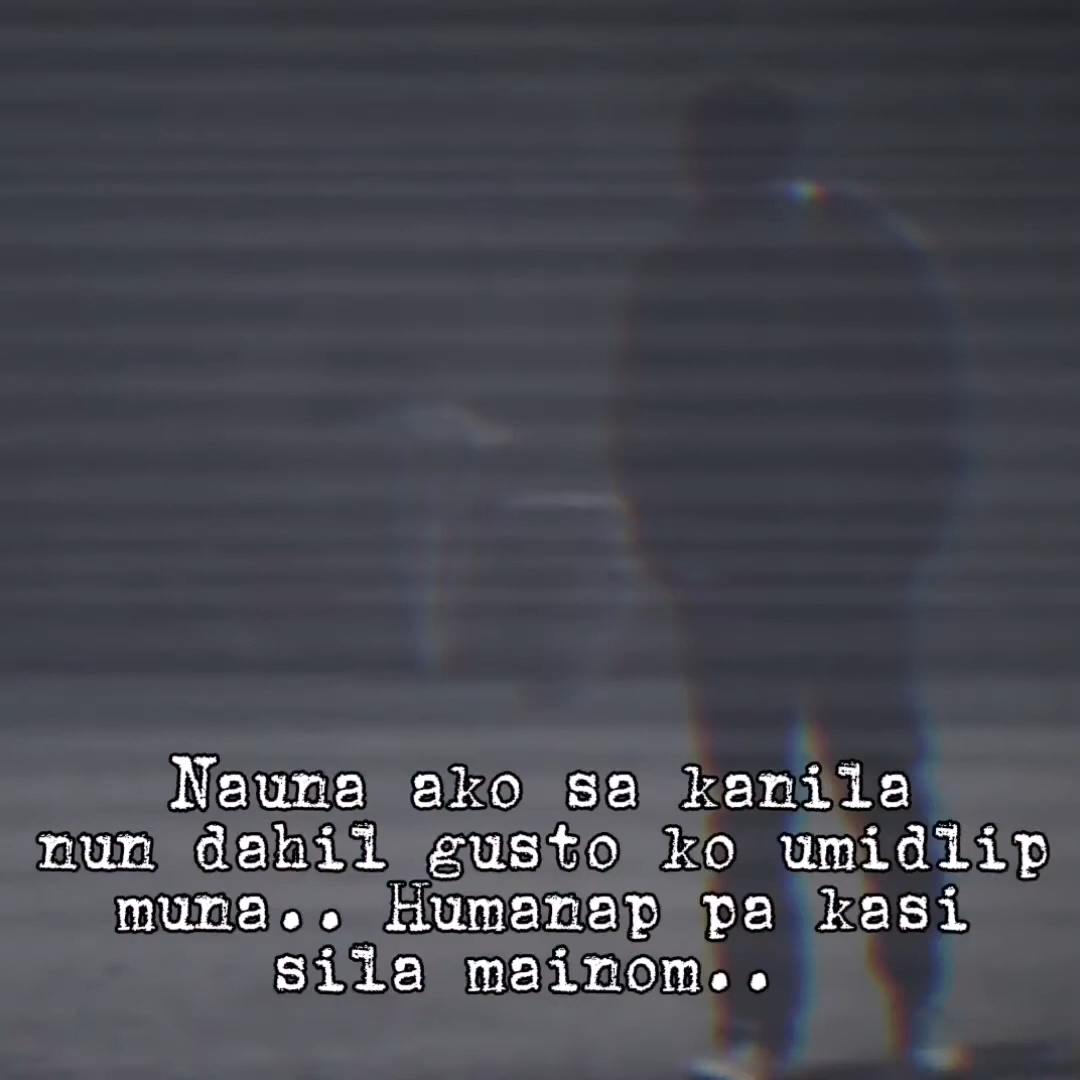 Nauna ako sa kanila
nun dahil gusto ko umidlip
muna.. Humanap pa kasi
sila mainom..